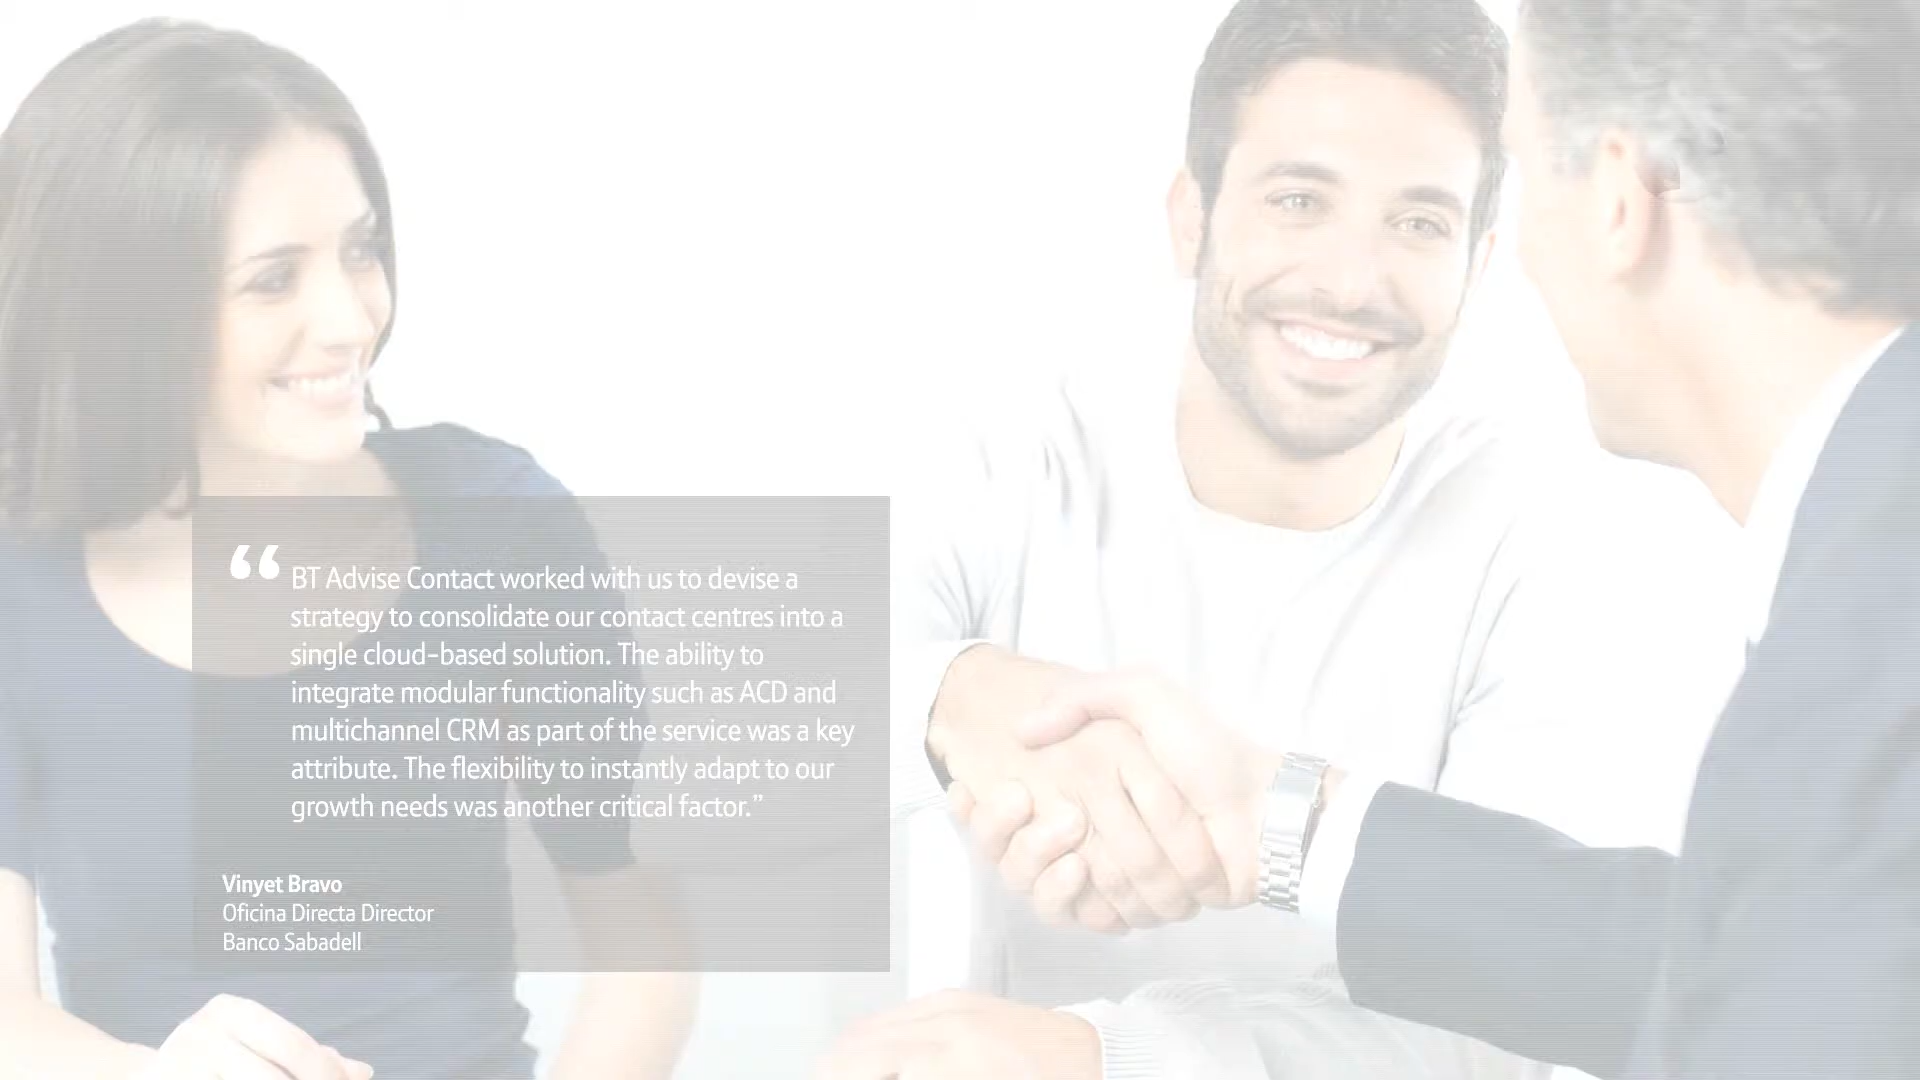 “ BT Advise Contact worked with us to devise a
strategy to consolidate our contact centres into a
single cloud-based solution. The ability to
integrate modular functionality such as ACD and
multichannel CRM as part of the service was a key
attribute. The flexibility to instantly adapt to our
growth needs was another critical factor.”
Vinyet Bravo
Oficina Directa Director
Banco Sabadell